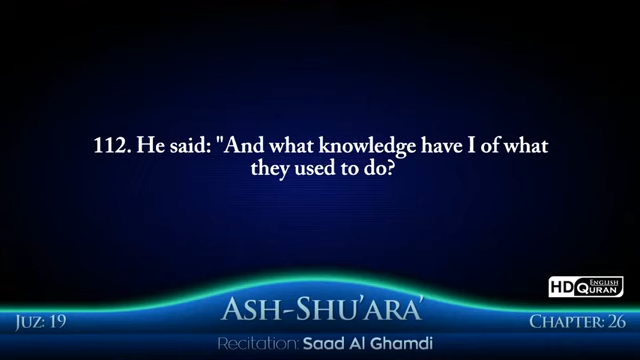 112. He said: "And what knowledge have I of what
they used to do?
HD ENGLISH QURAN
ASH-SHU'ARA'
JUZ: 19
CHAPTER: 26
Recitation: Saad Al Ghamdi